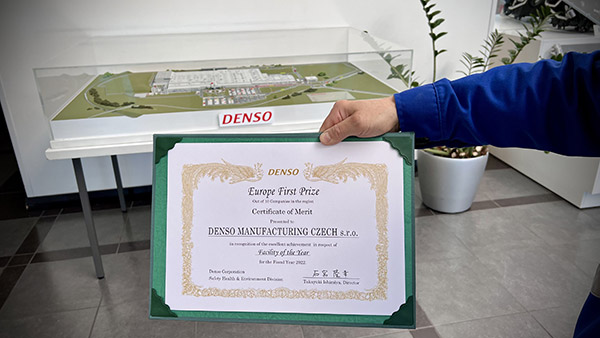 DENSO
DENSO
Europe First Prize
Out of 10 Companies in the region
Certificate of Merit
Presented to
DENSO MANUFACTURING CZECH s.r.o.
in recognition of the excellent achievement in respect of
Facility of the Year
for the Fiscal Year 2022
Denso Corporation
Safety Health & Environment Division
Director